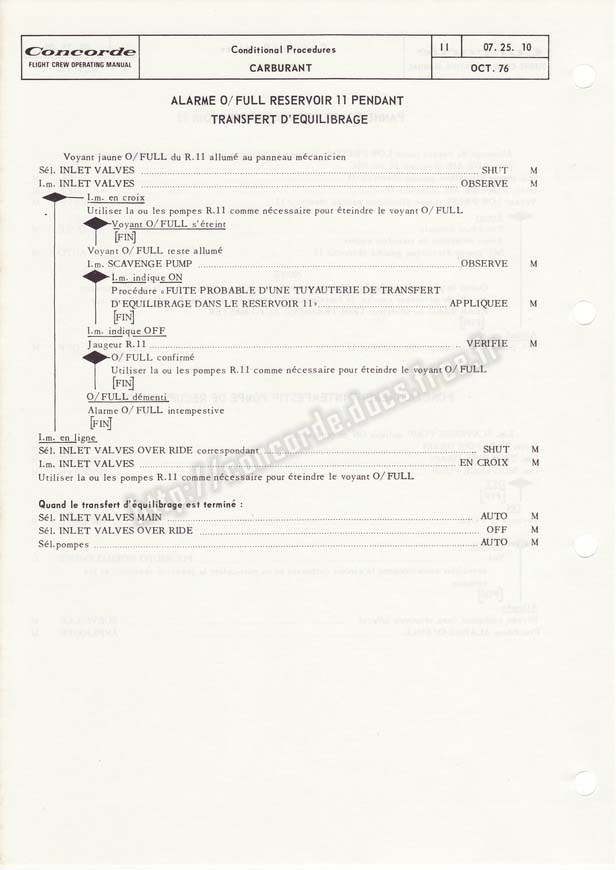 Concorde
FLIGHT CREW OPERATING MANUAL
Conditional Procedures
CARBURANT
11
07. 25. 10
OCT. 76
ALARME O/FULL RESERVOIR 11 PENDANT
TRANSFERT D'EQUILIBRAGE
Voyant jaune O/FULL du R.11 allumé au panneau mécanicien
Sél. INLET VALVES SHUT M
I.m. INLET VALVES OBSERVE M
I.m. en croix
Utiliser la ou les pompes R.11 comme nécessaire pour éteindre le voyant O/FULL
Voyant O/FULL s'éteint
[FIN]
Voyant O/FULL reste allumé
I.m. SCAVENGE PUMP OBSERVE M
I.m. indique ON
Procédure «FUITE PROBABLE D'UNE TUYAUTERIE DE TRANSFERT
D'EQUILIBRAGE DANS LE RESERVOIR 11» APPLIQUEE M
[FIN]
I.m. indique OFF
Jaugeur R.11 VERIFIE M
O/FULL confirmé
Utiliser la ou les pompes R.11 comme nécessaire pour éteindre le voyant O/FULL
[FIN]
O/FULL démenti
Alarme O/FULL intempestive
[FIN]
I.m. en ligne
Sél. INLET VALVES OVER RIDE correspondant SHUT M
I.m. INLET VALVES EN CROIX M
Utiliser la ou les pompes R.11 comme nécessaire pour éteindre le voyant O/FULL
Quand le transfert d'équilibrage est terminé :
Sél. INLET VALVES MAIN AUTO M
Sél. INLET VALVES OVER RIDE OFF M
Sél. pompes AUTO M
http://concorde.docs.free.fr